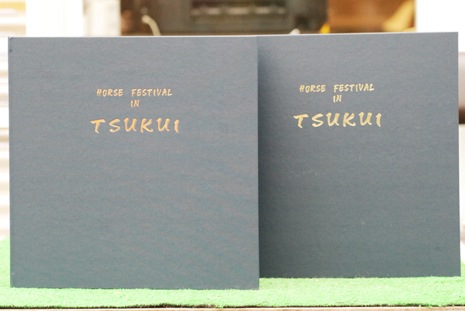 HORSE FESTIVAL
IN
TSUKUI
HORSE FESTIVAL
IN
TSUKUI